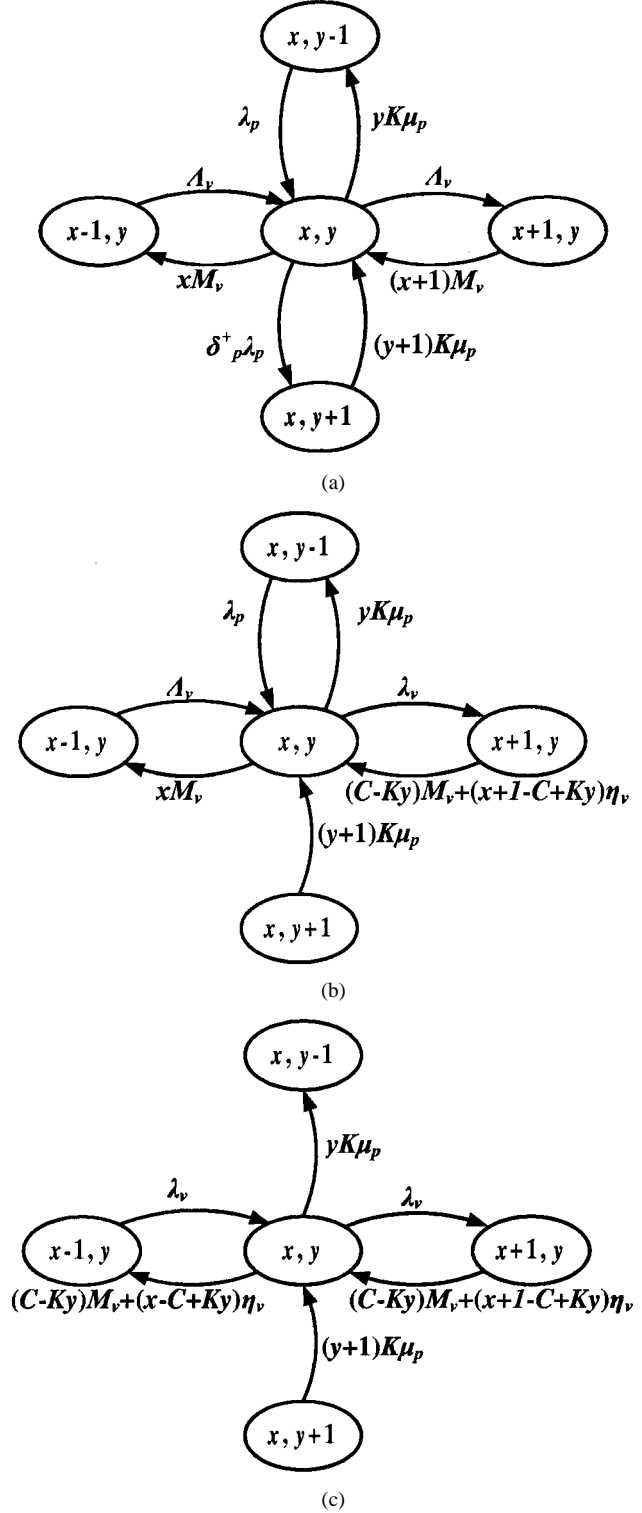 x, y-1
λp
yKμp
Λv
Λv
x-1, y
x, y
x+1, y
xMv
(x+1)Mv
δ+pλp
(y+1)Kμp
x, y+1
(a)
x, y-1
λp
yKμp
Λv
λv
x-1, y
x, y
x+1, y
xMv
(C-Ky)Mv+(x+1-C+Ky)ηv
(y+1)Kμp
x, y+1
(b)
x, y-1
yKμp
λv
λv
x-1, y
x, y
x+1, y
(C-Ky)Mv+(x-C+Ky)ηv
(C-Ky)Mv+(x+1-C+Ky)ηv
(y+1)Kμp
x, y+1
(c)